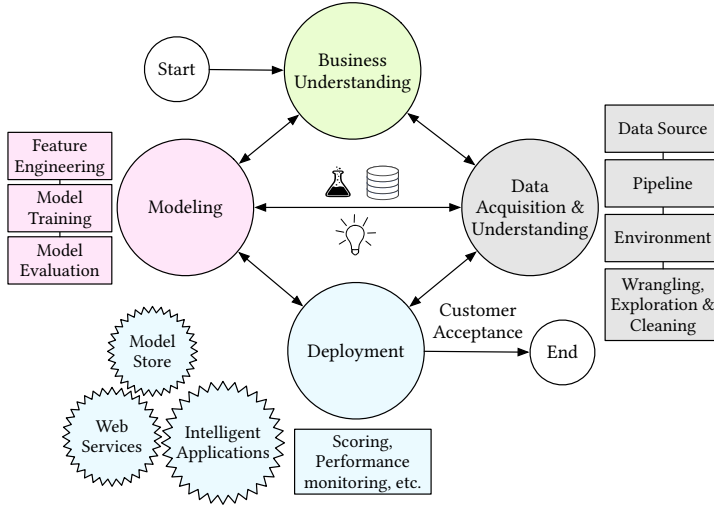 Start
Business
Understanding
Feature
Engineering
Model
Training
Model
Evaluation
Modeling
Data
Acquisition &
Understanding
Data Source
Pipeline
Environment
Wrangling,
Exploration &
Cleaning
Deployment
Customer
Acceptance
End
Model
Store
Web
Services
Intelligent
Applications
Scoring,
Performance
monitoring, etc.